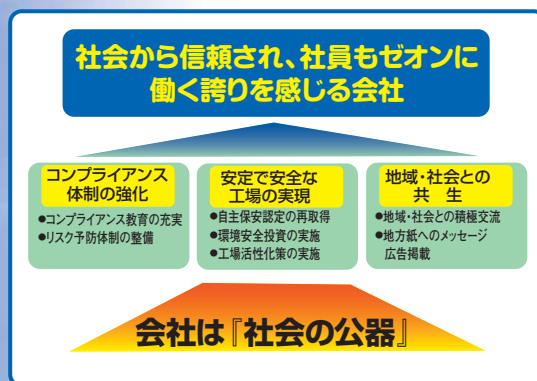 社会から信頼され、社員もゼオンに
働く誇りを感じる会社
コンプライアンス
体制の強化
●コンプライアンス教育の充実
●リスク予防体制の整備
安定で安全な
工場の実現
●自主保安認定の再取得
●環境安全投資の実施
●工場活性化策の実施
地域・社会との
共　生
●地域・社会との積極交流
●地方紙へのメッセージ
広告掲載
会社は『社会の公器』